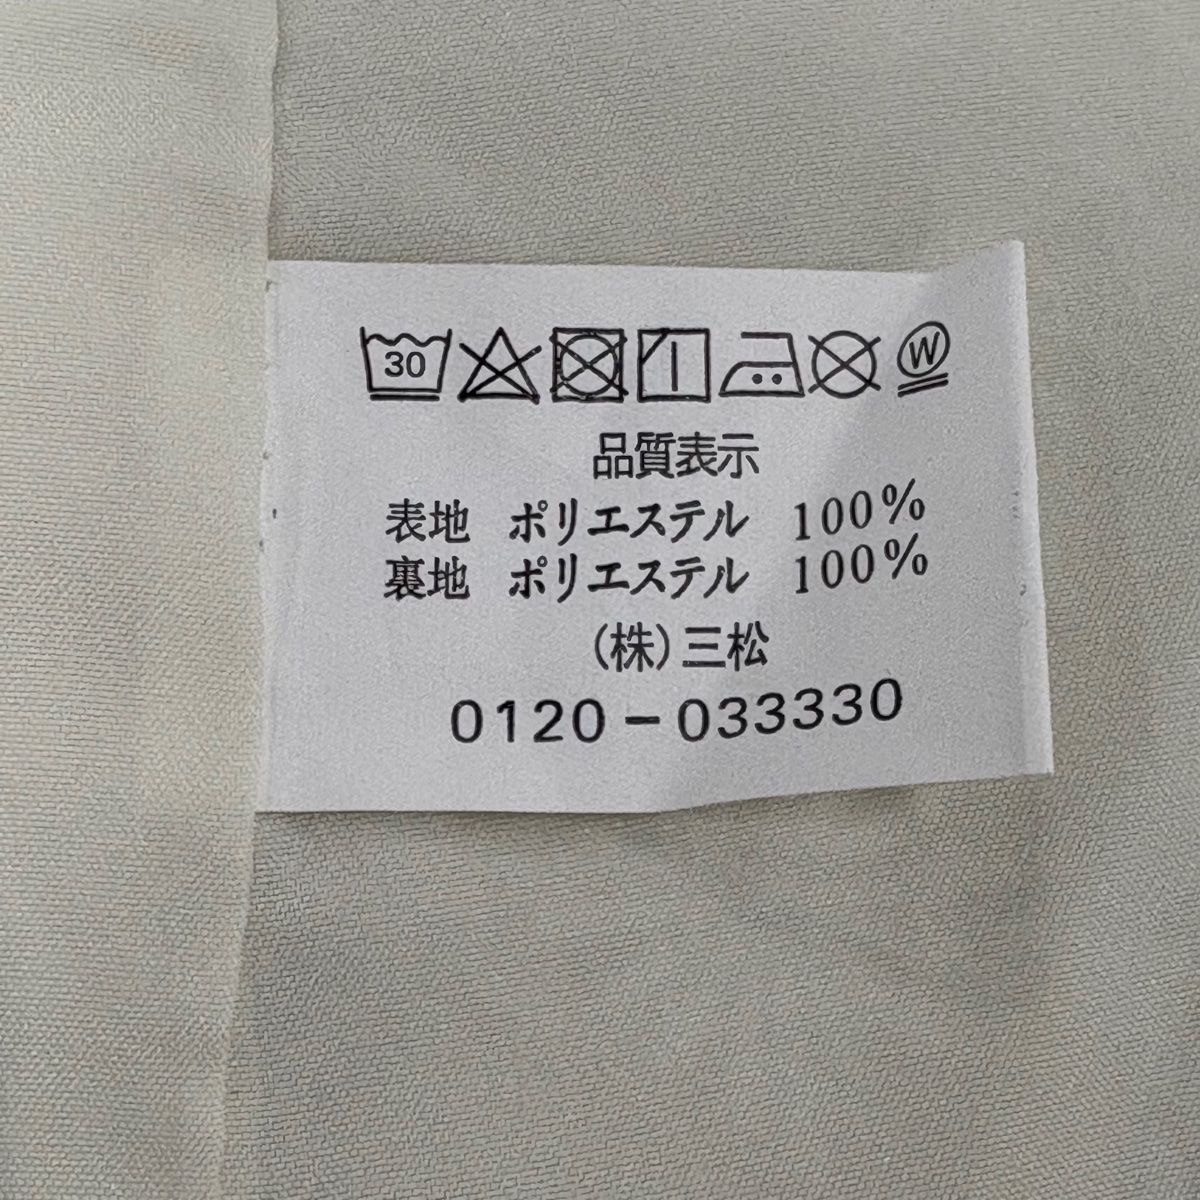 30 W
品質表示
表地 ポリエステル 100%
裏地 ポリエステル 100%
(株)三松
0120-033330